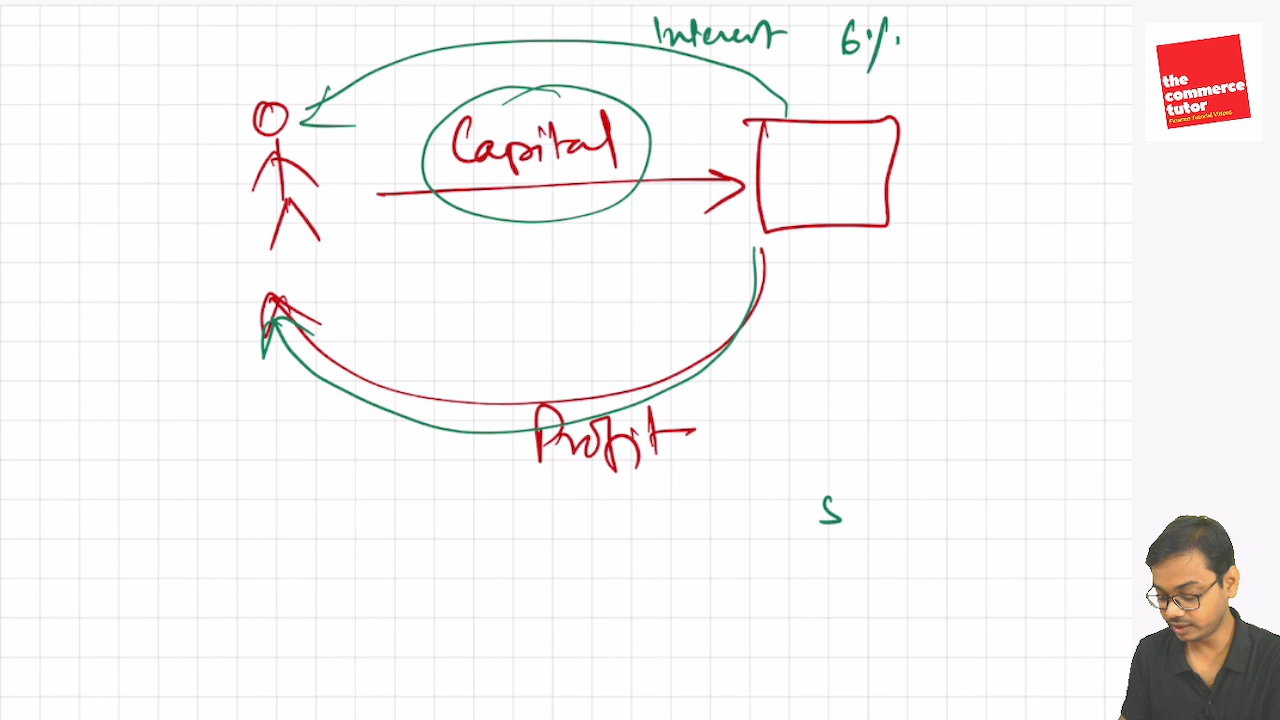 Interest 6%
Capital
Profit
S
the
commerce
tutor